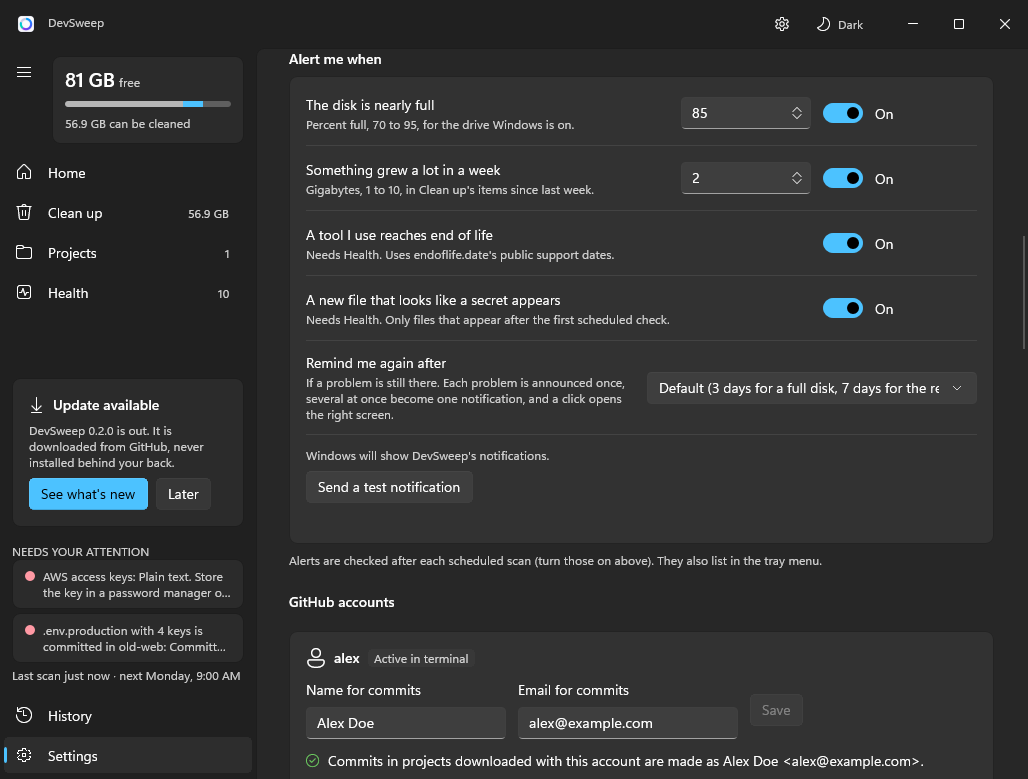 DevSweep
Dark
81 GB free
56.9 GB can be cleaned
Home
Clean up 56.9 GB
Projects 1
Health 10
Update available
DevSweep 0.2.0 is out. It is
downloaded from GitHub, never
installed behind your back.
See what's new Later
NEEDS YOUR ATTENTION
AWS access keys: Plain text. Store
the key in a password manager o...
.env.production with 4 keys is
committed in old-web: Committ...
Last scan just now · next Monday, 9:00 AM
History
Settings
Alert me when
The disk is nearly full
Percent full, 70 to 95, for the drive Windows is on.
85 On
Something grew a lot in a week
Gigabytes, 1 to 10, in Clean up's items since last week.
2 On
A tool I use reaches end of life
Needs Health. Uses endoflife.date's public support dates.
On
A new file that looks like a secret appears
Needs Health. Only files that appear after the first scheduled check.
On
Remind me again after
If a problem is still there. Each problem is announced once,
several at once become one notification, and a click opens
the right screen.
Default (3 days for a full disk, 7 days for the re
Windows will show DevSweep's notifications.
Send a test notification
Alerts are checked after each scheduled scan (turn those on above). They also list in the tray menu.
GitHub accounts
alex Active in terminal
Name for commits Email for commits
Alex Doe alex@example.com Save
Commits in projects downloaded with this account are made as Alex Doe <alex@example.com>.